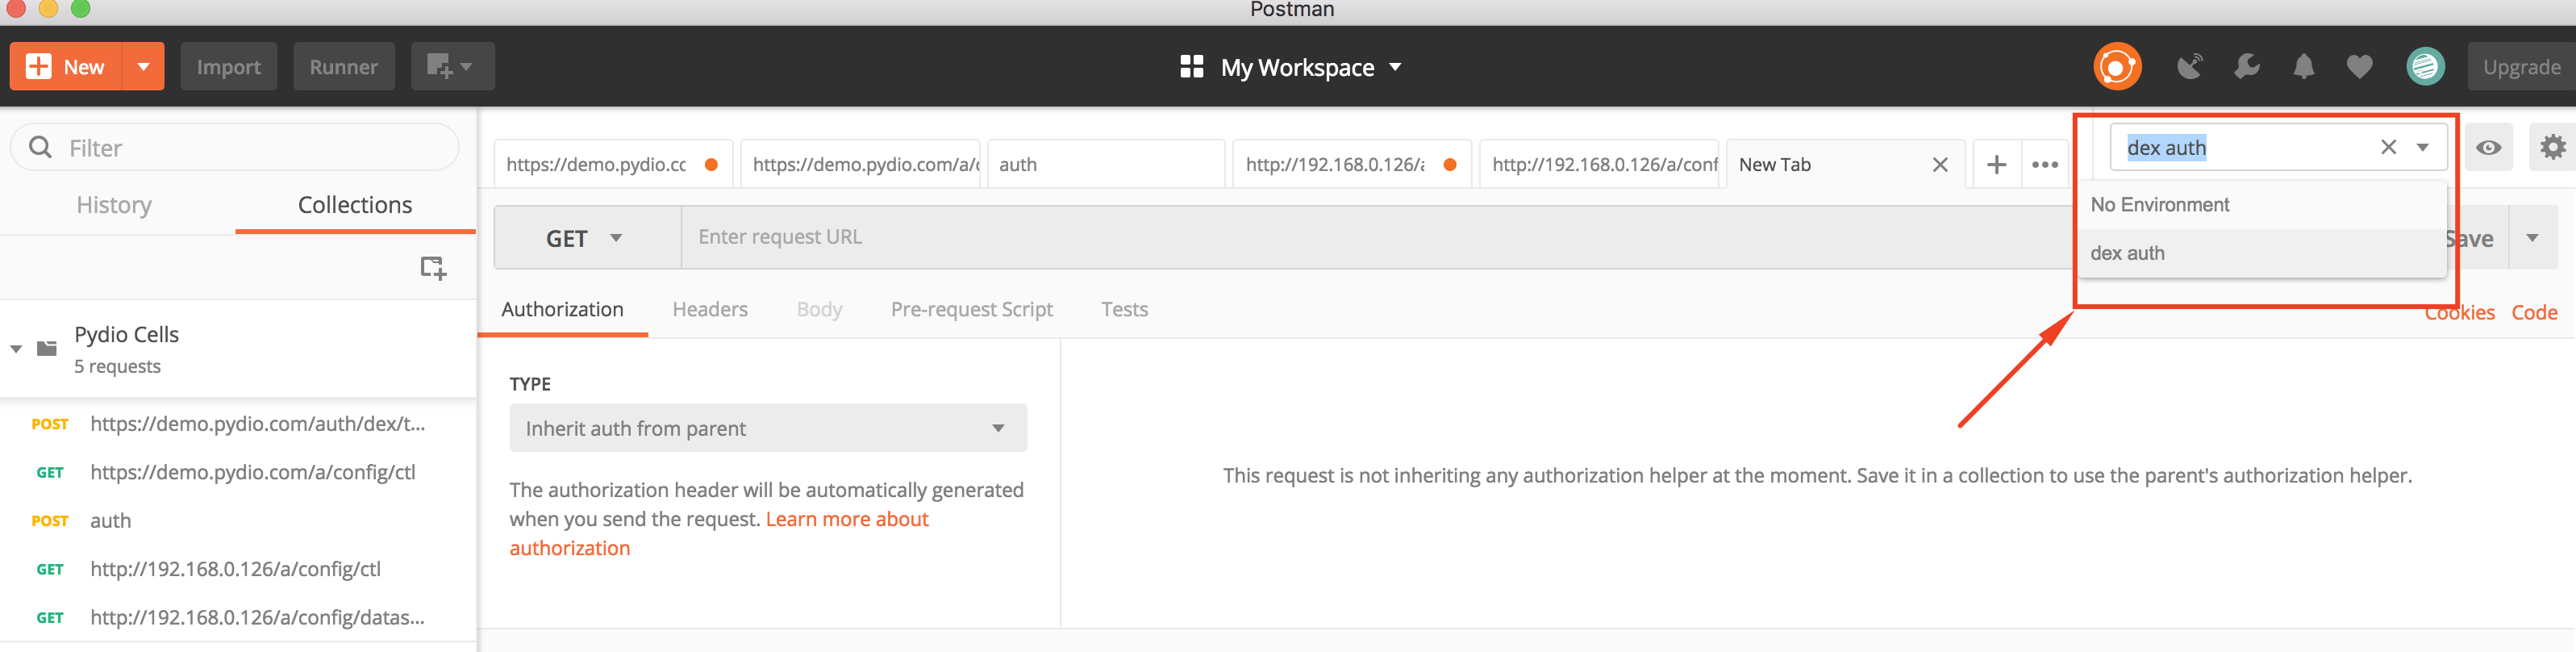 Postman
New
Import
Runner
My Workspace
Upgrade
Filter
History
Collections
Pydio Cells
5 requests
POST https://demo.pydio.com/auth/dex/t...
GET https://demo.pydio.com/a/config/ctl
POST auth
GET http://192.168.0.126/a/config/ctl
GET http://192.168.0.126/a/config/datas...
https://demo.pydio.cc
https://demo.pydio.com/a/c
auth
http://192.168.0.126/a
http://192.168.0.126/a/conf
New Tab
dex auth
No Environment
dex auth
GET
Enter request URL
Save
Authorization
Headers
Body
Pre-request Script
Tests
Cookies
Code
TYPE
Inherit auth from parent
The authorization header will be automatically generated
when you send the request. Learn more about
authorization
This request is not inheriting any authorization helper at the moment. Save it in a collection to use the parent's authorization helper.